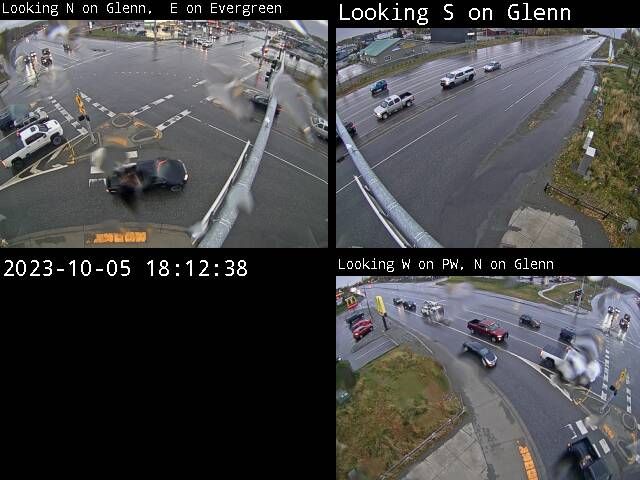 Looking N on Glenn,  E on Evergreen
Looking S on Glenn
2023-10-05 18:12:38
Looking W on PW, N on Glenn